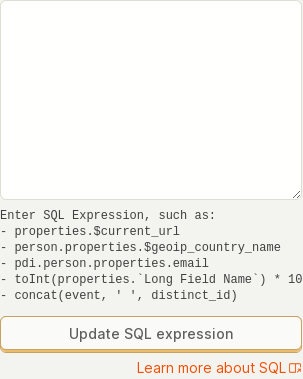 Enter SQL Expression, such as:
- properties.$current_url
- person.properties.$geoip_country_name
- pdi.person.properties.email
- toInt(properties.`Long Field Name`) * 10
- concat(event, ' ', distinct_id)
Update SQL expression
Learn more about SQL